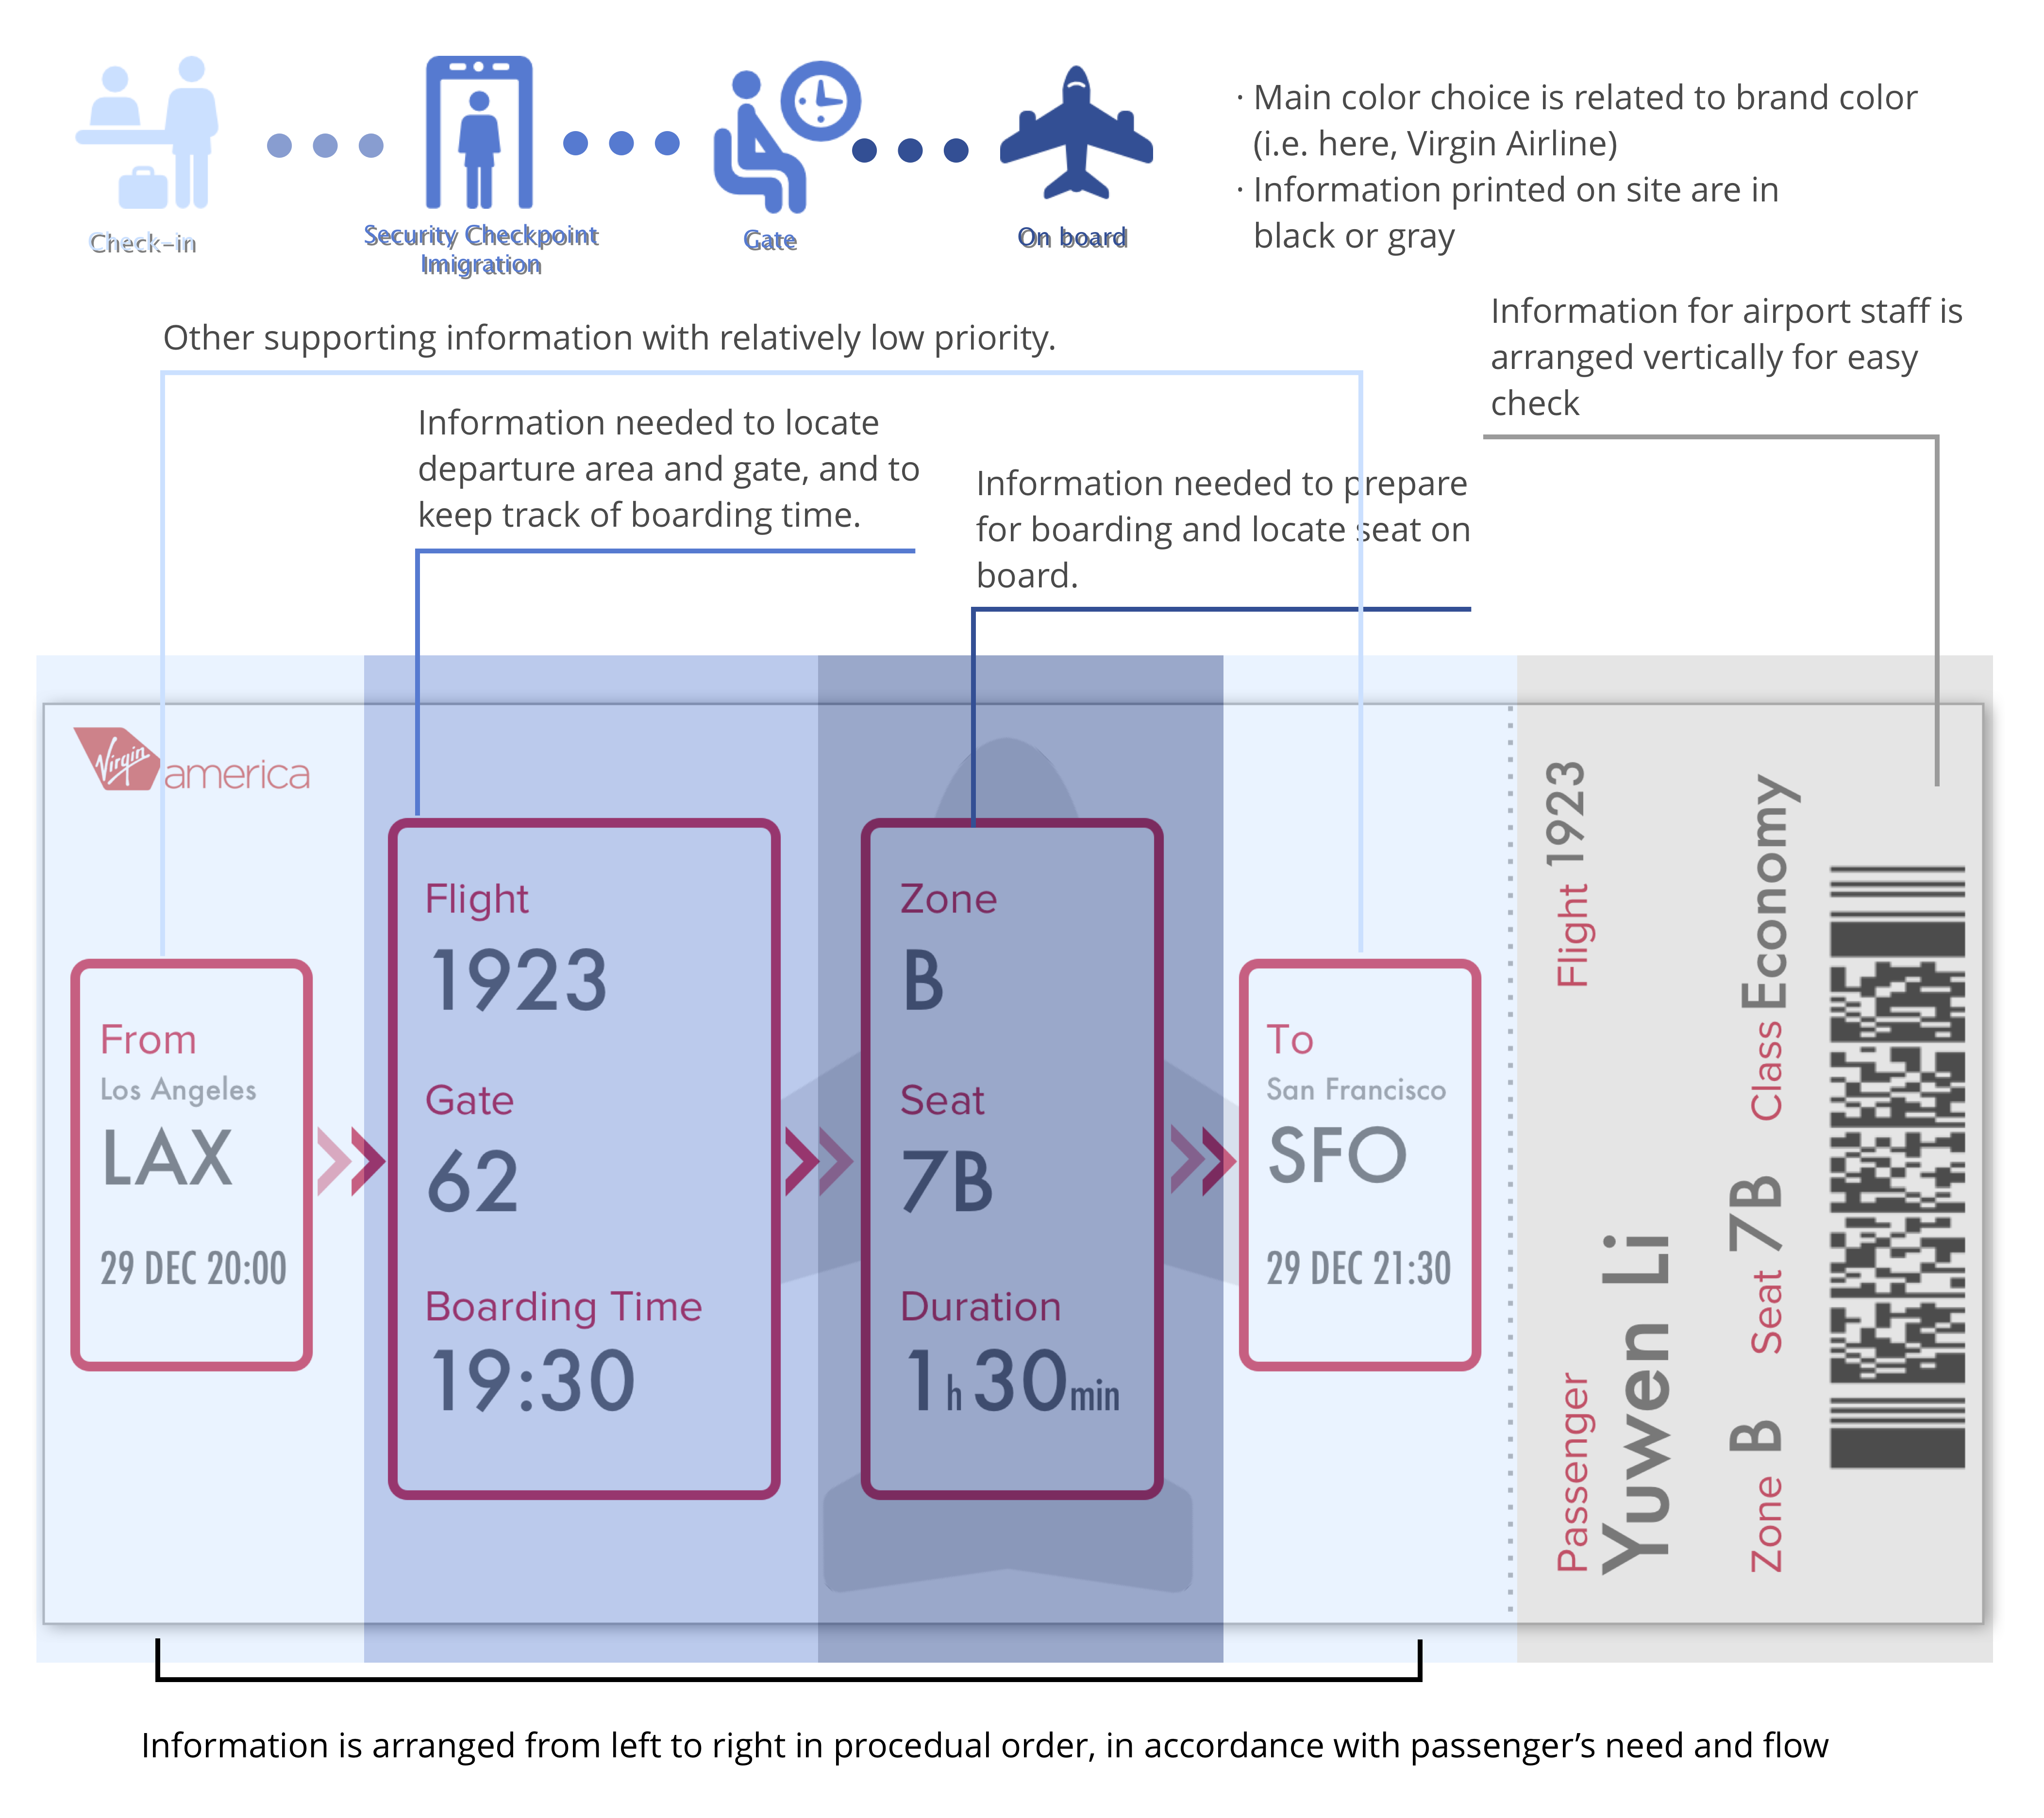 Check-in
Security Checkpoint
Imigration
Gate
On board
· Main color choice is related to brand color
(i.e. here, Virgin Airline)
· Information printed on site are in
black or gray
Other supporting information with relatively low priority.
Information for airport staff is
arranged vertically for easy
check
Information needed to locate
departure area and gate, and to
keep track of boarding time.
Information needed to prepare
for boarding and locate seat on
board.
Virgin america
From
Los Angeles
LAX
29 DEC 20:00
Flight
1923
Gate
62
Boarding Time
19:30
Zone
B
Seat
7B
Duration
1h 30min
To
San Francisco
SFO
29 DEC 21:30
Passenger Flight 1923
Yuwen Li
Zone B Seat 7B Class Economy
Information is arranged from left to right in procedual order, in accordance with passenger’s need and flow